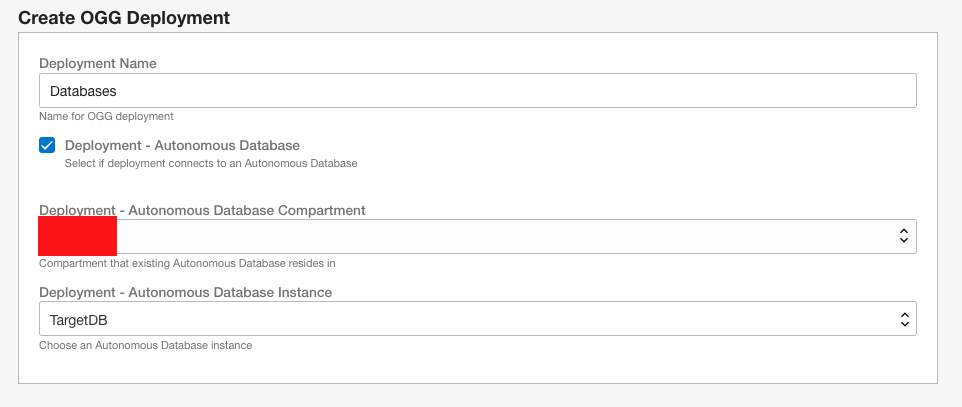 Create OGG Deployment
Deployment Name
Databases
Name for OGG deployment
Deployment - Autonomous Database
Select if deployment connects to an Autonomous Database
Deployment - Autonomous Database Compartment
Compartment that existing Autonomous Database resides in
Deployment - Autonomous Database Instance
TargetDB
Choose an Autonomous Database instance